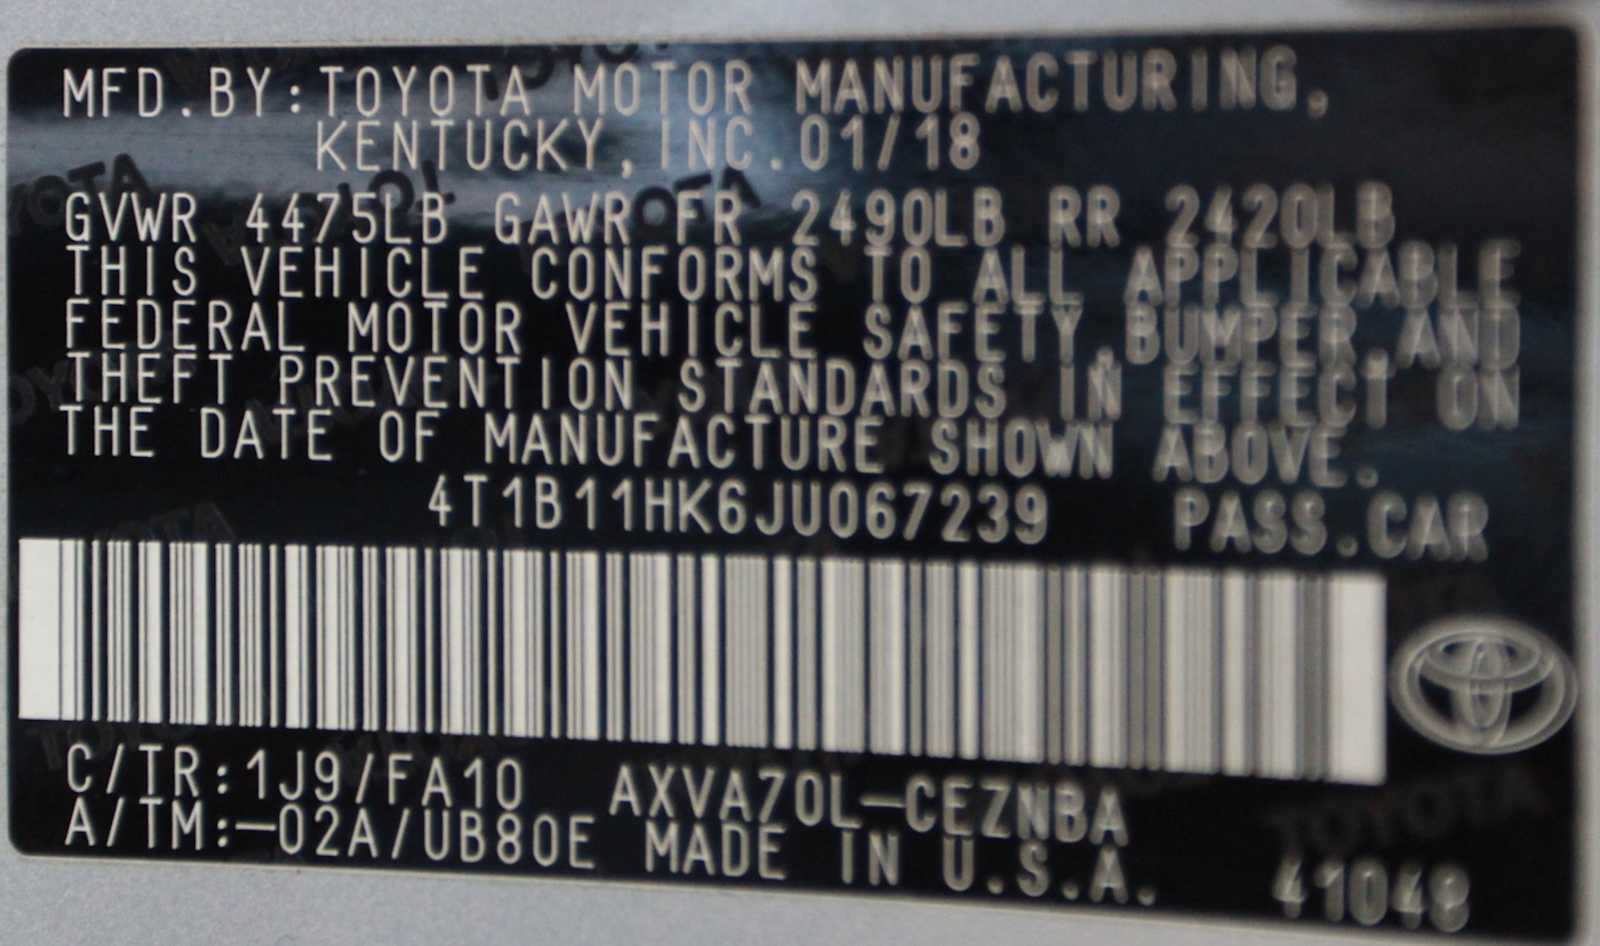 MFD.BY:TOYOTA MOTOR MANUFACTURING,
KENTUCKY,INC.01/18
GVWR 4475LB GAWR FR 2490LB RR 2420LB
THIS VEHICLE CONFORMS TO ALL APPLICABLE
FEDERAL MOTOR VEHICLE SAFETY,BUMPER,AND
THEFT PREVENTION STANDARDS IN EFFECT ON
THE DATE OF MANUFACTURE SHOWN ABOVE.
4T1B11HK6JU067239 PASS.CAR
C/TR:1J9/FA10 AXVA70L-CEZNBA
A/TM:-02A/UB80E MADE IN U.S.A.
41048